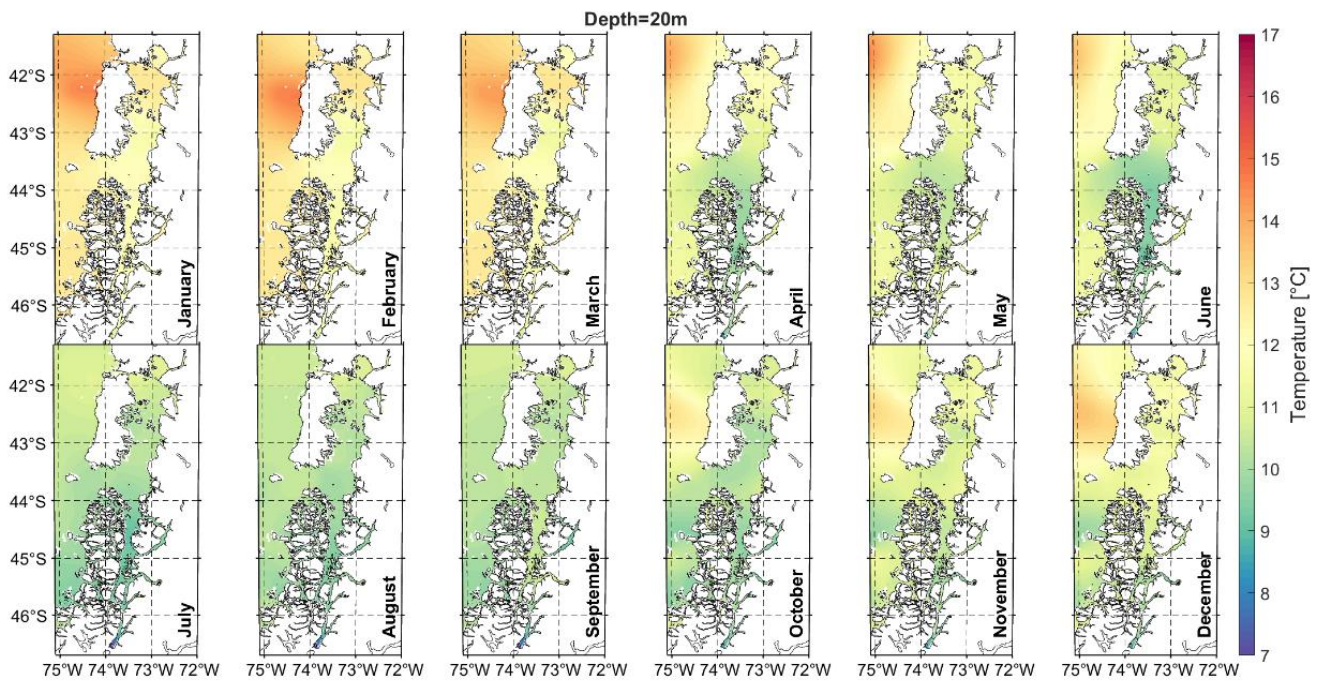 Depth=20m
42°S
43°S
44°S
45°S
46°S
January
February
March
April
May
June
42°S
43°S
44°S
45°S
46°S
July
August
September
October
November
December
75°W 74°W 73°W 72°W
75°W 74°W 73°W 72°W
75°W 74°W 73°W 72°W
75°W 74°W 73°W 72°W
75°W 74°W 73°W 72°W
75°W 74°W 73°W 72°W
17
16
15
14
13
12
11
10
9
8
7
Temperature [°C]